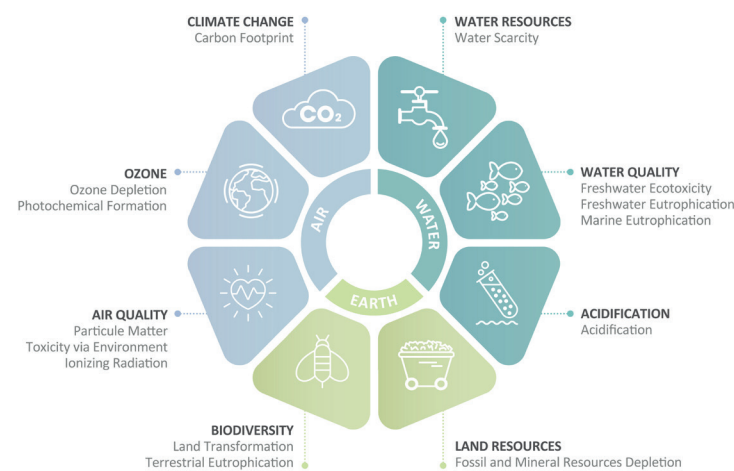 CLIMATE CHANGE
Carbon Footprint
WATER RESOURCES
Water Scarcity
CO2
OZONE
Ozone Depletion
Photochemical Formation
WATER QUALITY
Freshwater Ecotoxicity
Freshwater Eutrophication
Marine Eutrophication
AIR
WATER
EARTH
AIR QUALITY
Particule Matter
Toxicity via Environment
Ionizing Radiation
ACIDIFICATION
Acidification
BIODIVERSITY
Land Transformation
Terrestrial Eutrophication
LAND RESOURCES
Fossil and Mineral Resources Depletion